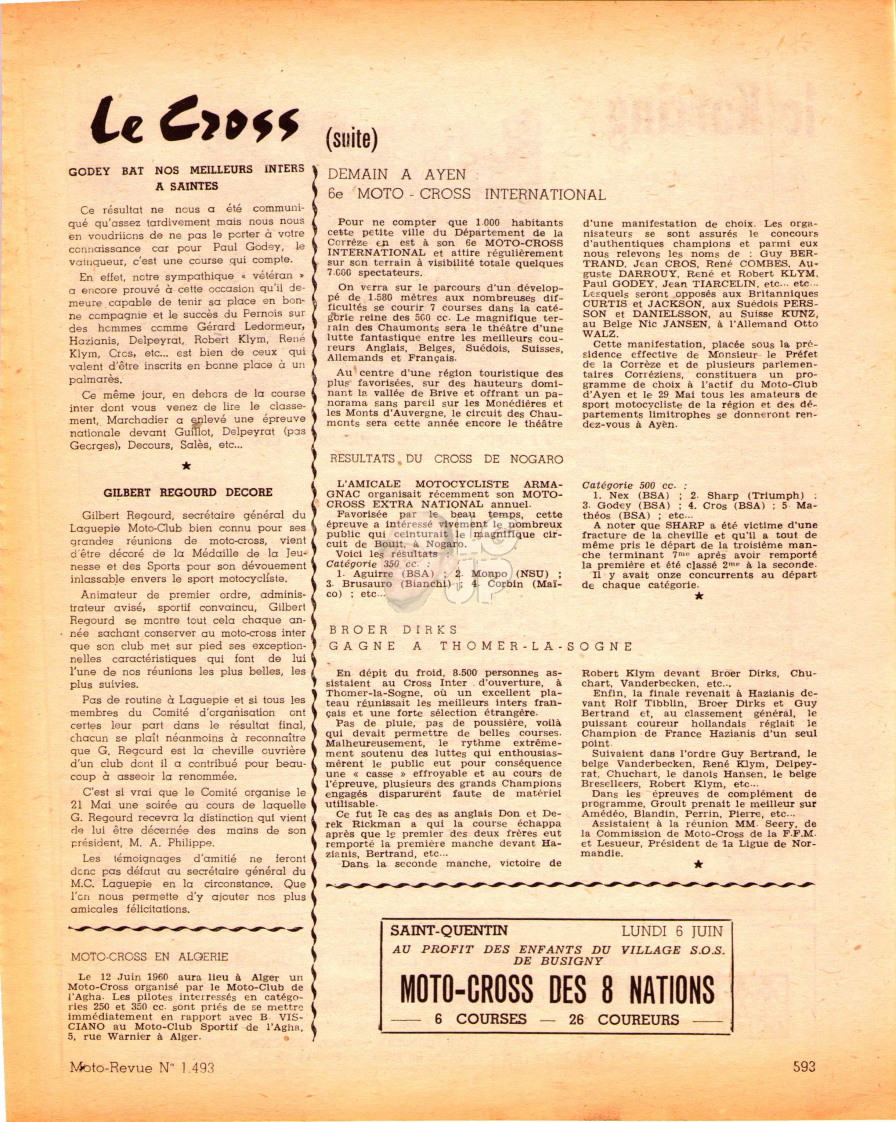 Le Cross
(suite)
GODEY BAT NOS MEILLEURS INTERS
A SAINTES
Ce résultat ne nous a été communi-
qué qu'assez tardivement mais nous nous
en voudriions de ne pas le porter à votre
connaissance car pour Paul Godey, le
vainqueur, c'est une course qui compte.
En effet, notre sympathique « vétéran »
a encore prouvé à cette occasion qu'il de-
meure capable de tenir sa place en bon-
ne compagnie et le succès du Pernois sur
des hommes comme Gérard Ledormeur,
Hazianis, Delpeyrat, Robert Klym, René
Klym, Cros, etc... est bien de ceux qui
valent d'être inscrits en bonne place à un
palmarès.
Ce même jour, en dehors de la course
inter dont vous venez de lire le classe-
ment, Marchadier a enlevé une épreuve
nationale devant Guillot, Delpeyrat (pas
Georges), Decours, Salès, etc...
★
GILBERT REGOURD DECORE
Gilbert Regourd, secrétaire général du
Laguepie Moto-Club bien connu pour ses
grandes réunions de moto-cross, vient
d'être décoré de la Médaille de la Jeu-
nesse et des Sports pour son dévouement
inlassable envers le sport motocycliste.
Animateur de premier ordre, adminis-
trateur avisé, sportif convaincu, Gilbert
Regourd se montre tout cela chaque an-
née sachant conserver au moto-cross inter
que son club met sur pied ses exception-
nelles caractéristiques qui font de lui
l'une de nos réunions les plus belles, les
plus suivies.
Pas de routine à Laguepie et si tous les
membres du Comité d'organisation ont
certes leur part dans le résultat final,
chacun se plaît néanmoins à reconnaître
que G. Regourd est la cheville ouvrière
d'un club dont il a contribué pour beau-
coup à asseoir la renommée.
C'est si vrai que le Comité organise le
21 Mai une soirée au cours de laquelle
G. Regourd recevra la distinction qui vient
de lui être décernée des mains de son
président, M. A. Philippe.
Les témoignages d'amitié ne feront
donc pas défaut au secrétaire général du
M.C. Laguepie en la circonstance. Que
l'on nous permette d'y ajouter nos plus
amicales félicitations.
MOTO-CROSS EN ALGERIE
Le 12 Juin 1960 aura lieu à Alger un
Moto-Cross organisé par le Moto-Club de
l'Agha. Les pilotes interressés en catégo-
ries 250 et 350 cc. sont priés de se mettre
immédiatement en rapport avec B. VIS-
CIANO au Moto-Club Sportif de l'Agha,
5, rue Warnier à Alger.
DEMAIN A AYEN :
6e MOTO - CROSS INTERNATIONAL
Pour ne compter que 1.000 habitants
cette petite ville du Département de la
Corrèze en est à son 6e MOTO-CROSS
INTERNATIONAL et attire régulièrement
sur son terrain à visibilité totale quelques
7.000 spectateurs.
On verra sur le parcours d'un dévelop-
pé de 1.580 mètres aux nombreuses dif-
ficultés se courir 7 courses dans la caté-
gorie reine des 500 cc. Le magnifique ter-
rain des Chaumonts sera le théâtre d'une
lutte fantastique entre les meilleurs cou-
reurs Anglais, Belges, Suédois, Suisses,
Allemands et Français.
Au centre d'une région touristique des
plus favorisées, sur des hauteurs domi-
nant la vallée de Brive et offrant un pa-
norama sans pareil sur les Monédières et
les Monts d'Auvergne, le circuit des Chau-
monts sera cette année encore le théâtre
d'une manifestation de choix. Les orga-
nisateurs se sont assurés le concours
d'authentiques champions et parmi eux
nous relevons les noms de : Guy BER-
TRAND, Jean CROS, René COMBES, Au-
guste DARROUY, René et Robert KLYM,
Paul GODEY, Jean TIARCELIN, etc... etc...
Lesquels seront opposés aux Britanniques
CURTIS et JACKSON, aux Suédois PERS-
SON et DANIELSSON, au Suisse KUNZ,
au Belge Nic JANSEN, à l'Allemand Otto
WALZ.
Cette manifestation, placée sous la pré-
sidence effective de Monsieur le Préfet
de la Corrèze et de plusieurs parlemen-
taires Corréziens, constituera un pro-
gramme de choix à l'actif du Moto-Club
d'Ayen et le 29 Mai tous les amateurs de
sport motocycliste de la région et des dé-
partements limitrophes se donneront ren-
dez-vous à Ayèn.
RESULTATS DU CROSS DE NOGARO
L'AMICALE MOTOCYCLISTE ARMA-
GNAC organisait récemment son MOTO-
CROSS EXTRA NATIONAL annuel.
Favorisée par le beau temps, cette
épreuve a intéressé vivement le nombreux
public qui ceinturait le magnifique cir-
cuit de Bouit, à Nogaro.
Voici les résultats :
Catégorie 350 cc. :
1. Aguirre (BSA) ; 2. Monpo (NSU) ;
3. Brusauro (Bianchi) ; 4. Corbin (Maï-
co) ; etc...
Catégorie 500 cc. :
1. Nex (BSA) ; 2. Sharp (Triumph) ;
3. Godey (BSA) ; 4. Cros (BSA) ; 5. Ma-
théos (BSA) ; etc...
A noter que SHARP a été victime d'une
fracture de la cheville et qu'il a tout de
même pris le départ de la troisième man-
che terminant 7me après avoir remporté
la première et été classé 2me à la seconde.
Il y avait onze concurrents au départ
de chaque catégorie.
★
BROER DIRKS
GAGNE A THOMER-LA-SOGNE
En dépit du froid, 8.500 personnes as-
sistaient au Cross Inter d'ouverture, à
Thomer-la-Sogne, où un excellent pla-
teau réunissait les meilleurs inters fran-
çais et une forte sélection étrangère.
Pas de pluie, pas de poussière, voilà
qui devait permettre de belles courses.
Malheureusement, le rythme extrême-
ment soutenu des luttes qui enthousias-
mèrent le public eut pour conséquence
une « casse » effroyable et au cours de
l'épreuve, plusieurs des grands Champions
engagés disparurent faute de matériel
utilisable.
Ce fut le cas des as anglais Don et De-
rek Rickman a qui la course échappa
après que le premier des deux frères eut
remporté la première manche devant Ha-
zianis, Bertrand, etc...
Dans la seconde manche, victoire de
Robert Klym devant Broer Dirks, Chu-
chart, Vanderbecken, etc...
Enfin, la finale revenait à Hazianis de-
vant Rolf Tibblin, Broer Dirks et Guy
Bertrand et, au classement général, le
puissant coureur hollandais réglait le
Champion de France Hazianis d'un seul
point.
Suivaient dans l'ordre Guy Bertrand, le
belge Vanderbecken, René Klym, Delpey-
rat, Chuchart, le danois Hansen, le belge
Breselleers, Robert Klym, etc...
Dans les épreuves de complément de
programme, Groult prenait le meilleur sur
Amédéo, Blandin, Perrin, Pierre, etc...
Assistaient à la réunion MM. Seery, de
la Commission de Moto-Cross de la F.F.M.
et Lesueur, Président de la Ligue de Nor-
mandie.
★
SAINT-QUENTIN LUNDI 6 JUIN
AU PROFIT DES ENFANTS DU VILLAGE S.O.S.
DE BUSIGNY
MOTO-CROSS DES 8 NATIONS
— 6 COURSES — 26 COUREURS —
Moto-Revue N° 1.493
593